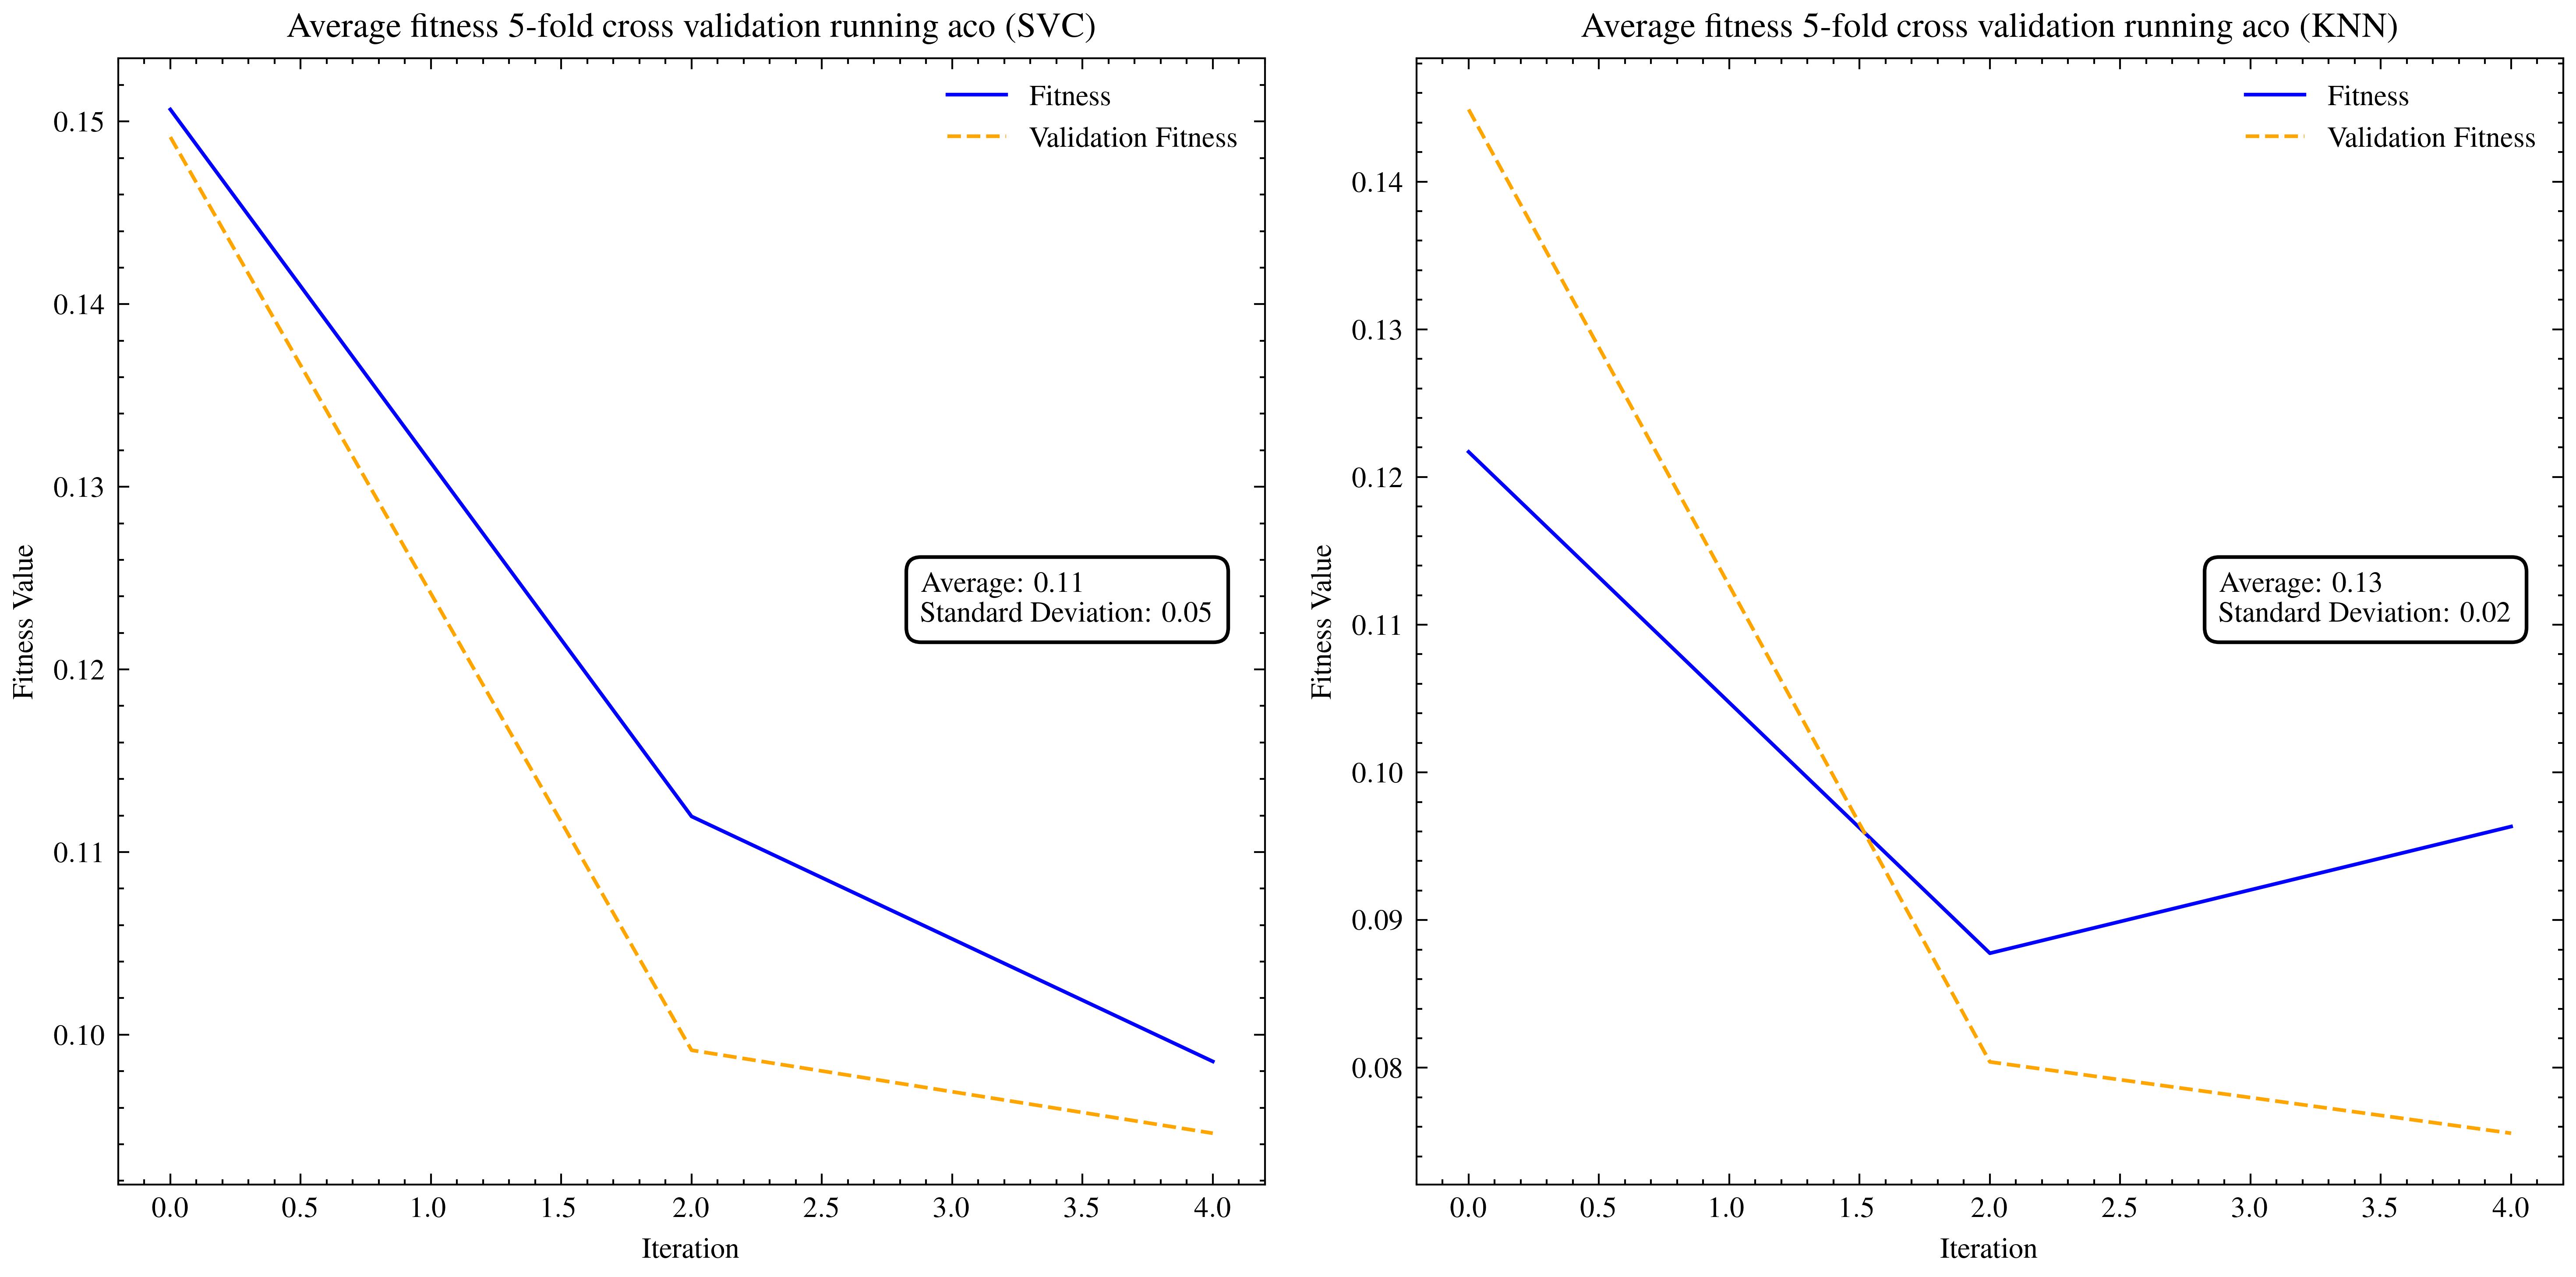 Average fitness 5-fold cross validation running aco (SVC)
Fitness
Validation Fitness
0.15
0.14
0.13
0.12
0.11
0.10
Fitness Value
Average: 0.11
Standard Deviation: 0.05
0.0 0.5 1.0 1.5 2.0 2.5 3.0 3.5 4.0
Iteration
Average fitness 5-fold cross validation running aco (KNN)
Fitness
Validation Fitness
0.14
0.13
0.12
0.11
0.10
0.09
0.08
Fitness Value
Average: 0.13
Standard Deviation: 0.02
0.0 0.5 1.0 1.5 2.0 2.5 3.0 3.5 4.0
Iteration